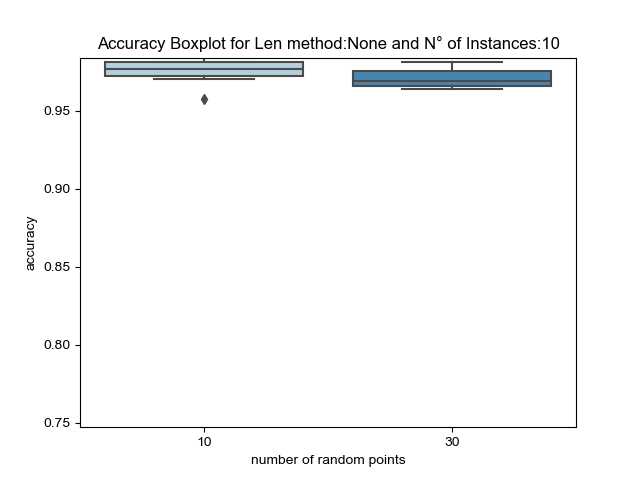 Accuracy Boxplot for Len method:None and N° of Instances:10
0.95
0.90
0.85
0.80
0.75
accuracy
10 30
number of random points